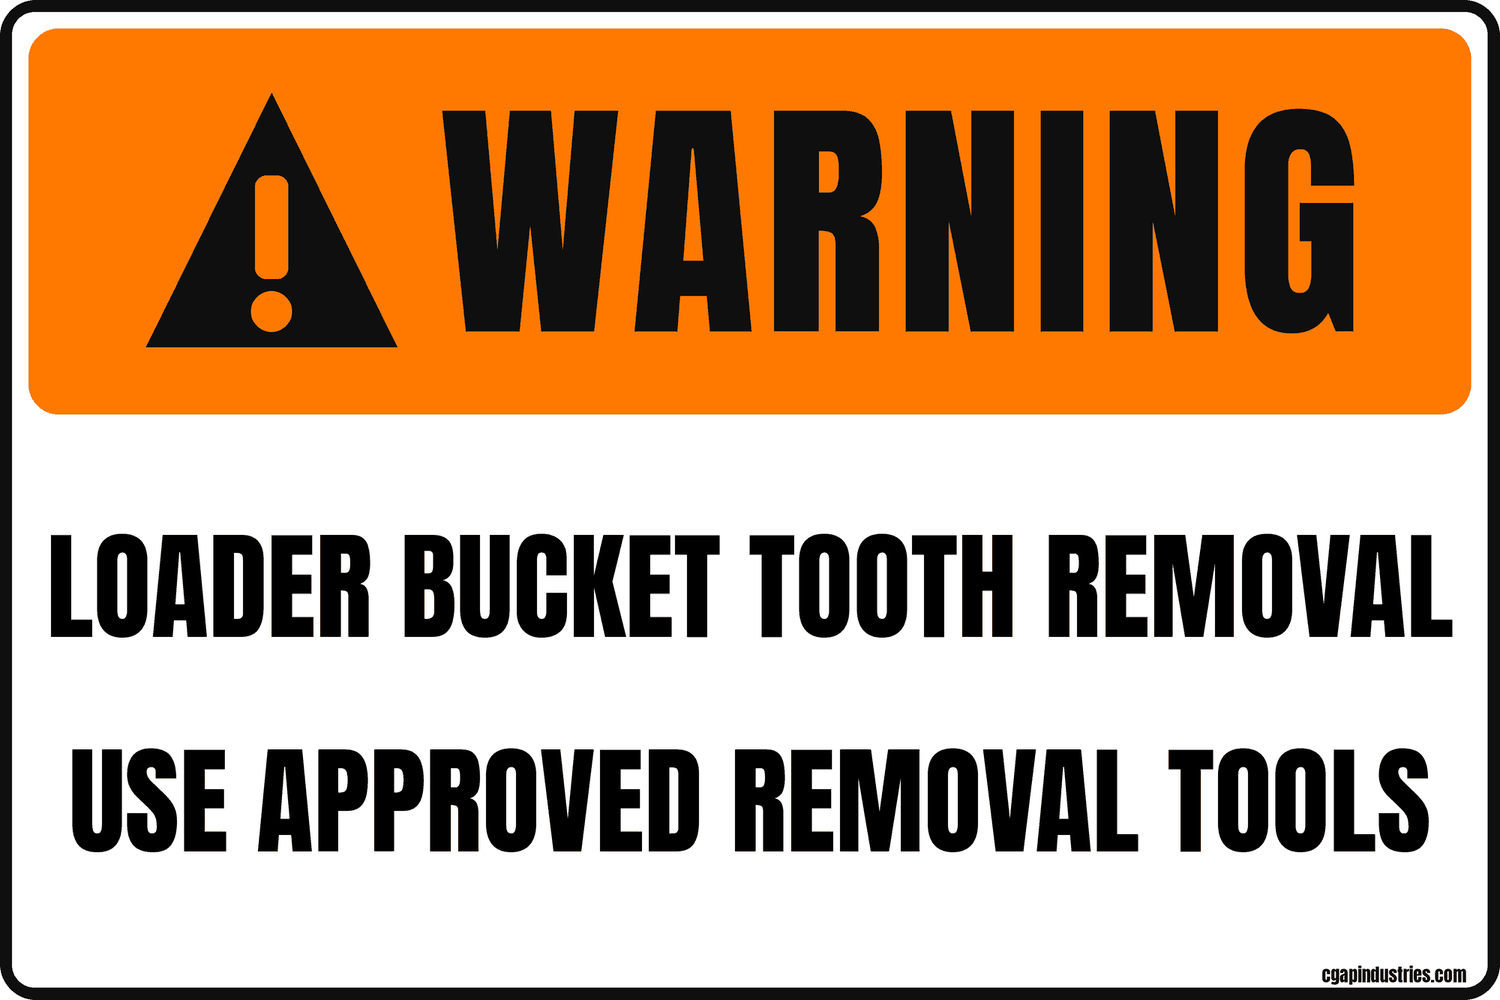 WARNING
LOADER BUCKET TOOTH REMOVAL
USE APPROVED REMOVAL TOOLS
cgapindustries.com